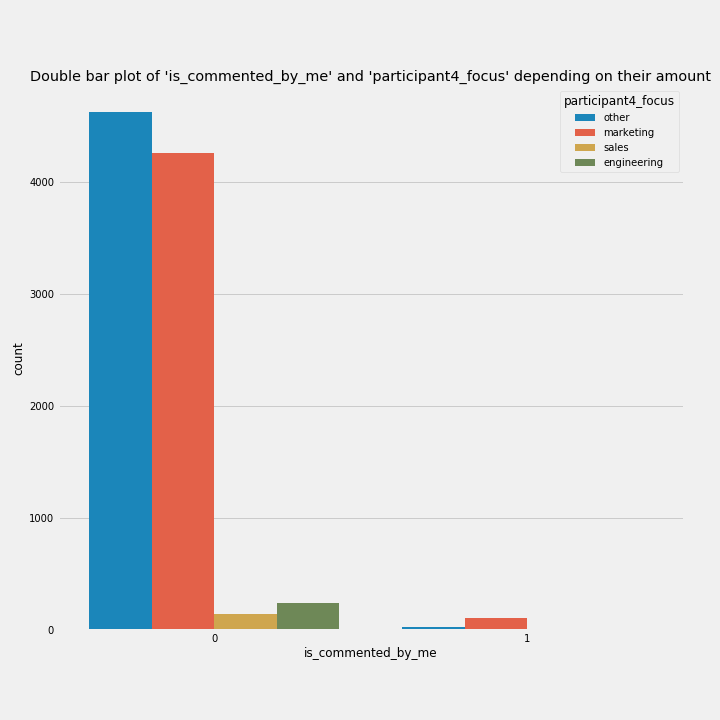 Double bar plot of 'is_commented_by_me' and 'participant4_focus' depending on their amount
participant4_focus
other
marketing
sales
engineering
4000
3000
2000
1000
0
count
0
1
is_commented_by_me